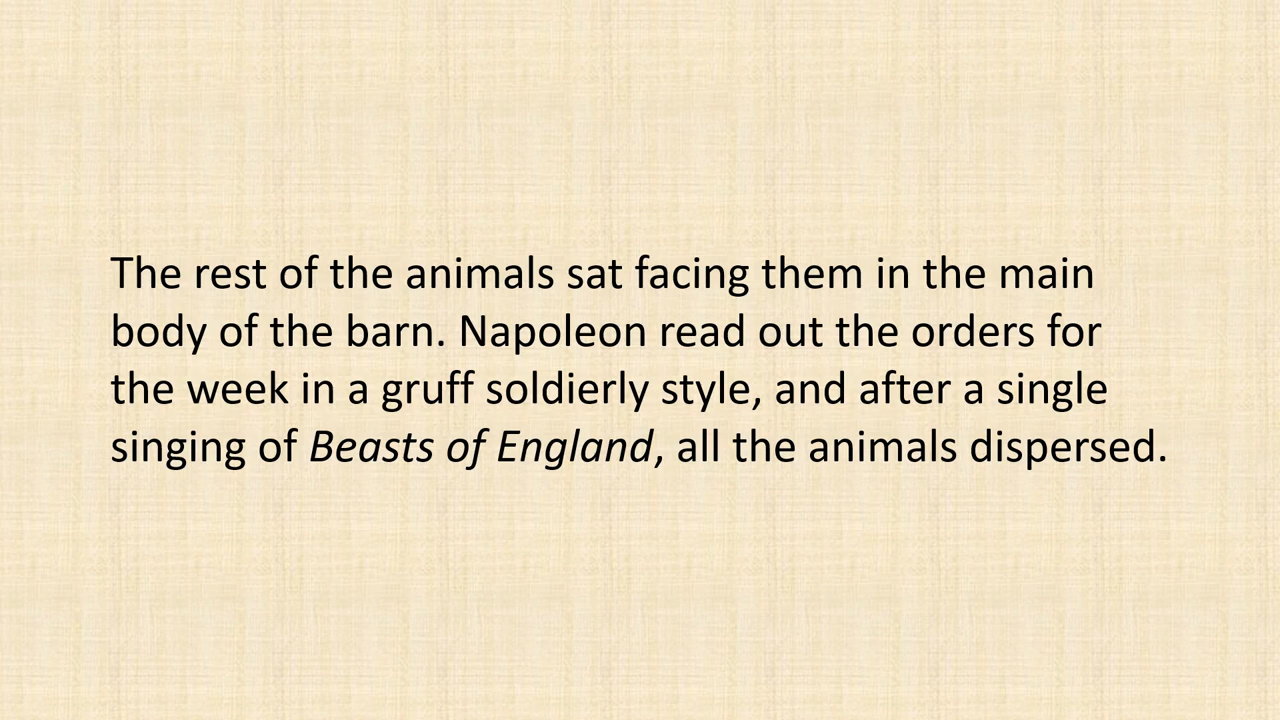 The rest of the animals sat facing them in the main
body of the barn. Napoleon read out the orders for
the week in a gruff soldierly style, and after a single
singing of Beasts of England, all the animals dispersed.